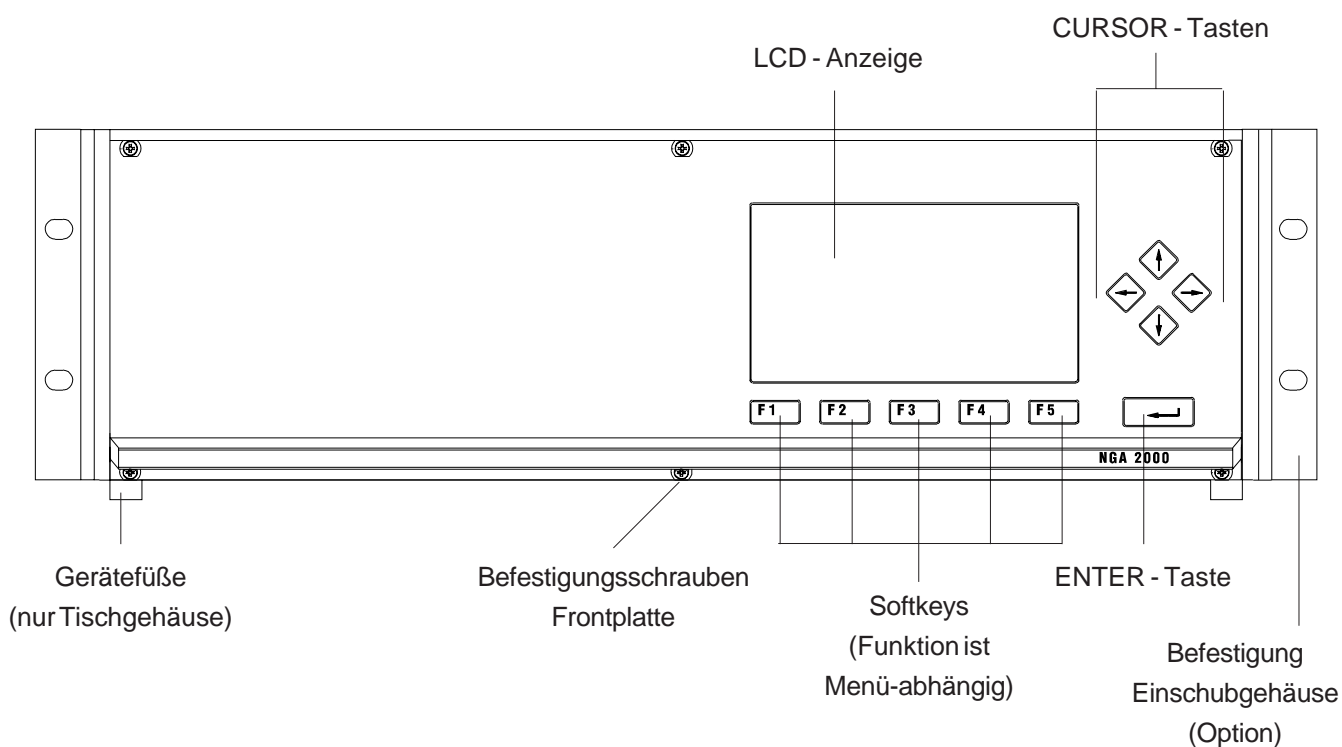 CURSOR - Tasten
LCD - Anzeige
F1 F2 F3 F4 F5
NGA 2000
Gerätefüße
(nur Tischgehäuse)
Befestigungsschrauben
Frontplatte
Softkeys
(Funktion ist
Menü-abhängig)
ENTER - Taste
Befestigung
Einschubgehäuse
(Option)